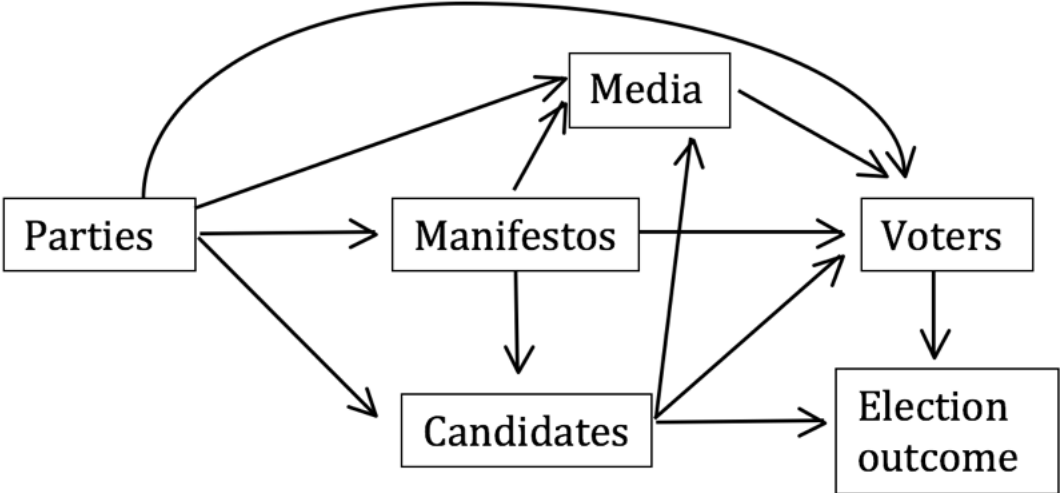 Media
Parties
Manifestos
Voters
Candidates
Election
outcome